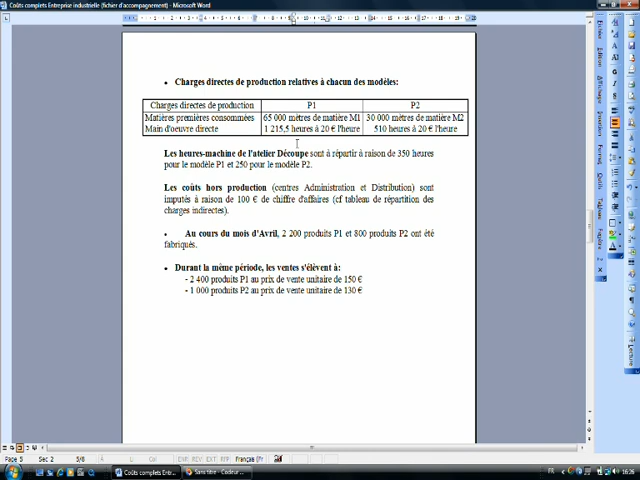 Coûts complets Entreprise industrielle (fichier d'accompagnement) - Microsoft Word
• Charges directes de production relatives à chacun des modèles:
Charges directes de production P1 P2
Matières premières consommées 65 000 mètres de matière M1 30 000 mètres de matière M2
Main d'oeuvre directe 1 215,5 heures à 20 € l'heure 510 heures à 20 € l'heure
Les heures-machine de l'atelier Découpe sont à répartir à raison de 350 heures
pour le modèle P1 et 250 pour le modèle P2.
Les coûts hors production (centres Administration et Distribution) sont
imputés à raison de 100 € de chiffre d'affaires (cf tableau de répartition des
charges indirectes).
• Au cours du mois d'Avril, 2 200 produits P1 et 800 produits P2 ont été
fabriqués.
• Durant la même période, les ventes s'élèvent à:
- 2 400 produits P1 au prix de vente unitaire de 150 €
- 1 000 produits P2 au prix de vente unitaire de 130 €
Page 5 Sec 2 5/6 Français (Fr
Coûts complets Entr... Sans titre - Codeur ... FR 16:26